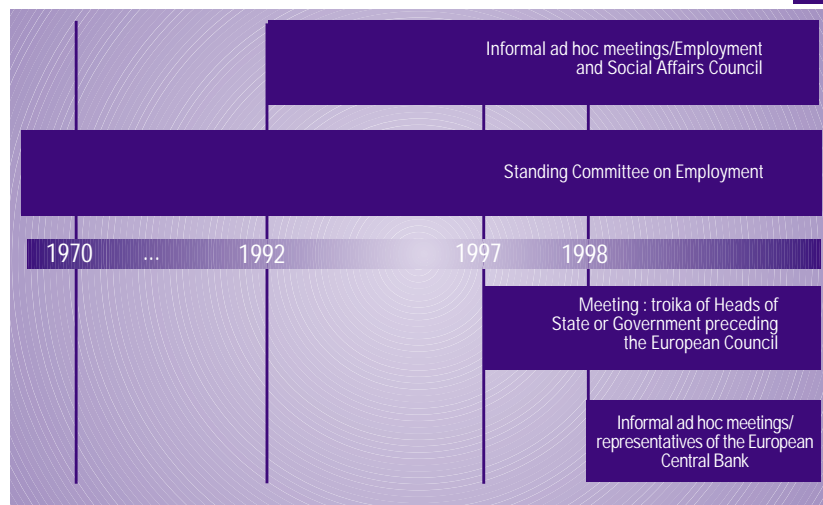 Informal ad hoc meetings/Employment
and Social Affairs Council
Standing Committee on Employment
1970 ... 1992 1997 1998
Meeting : troika of Heads of
State or Government preceding
the European Council
Informal ad hoc meetings/
representatives of the European
Central Bank